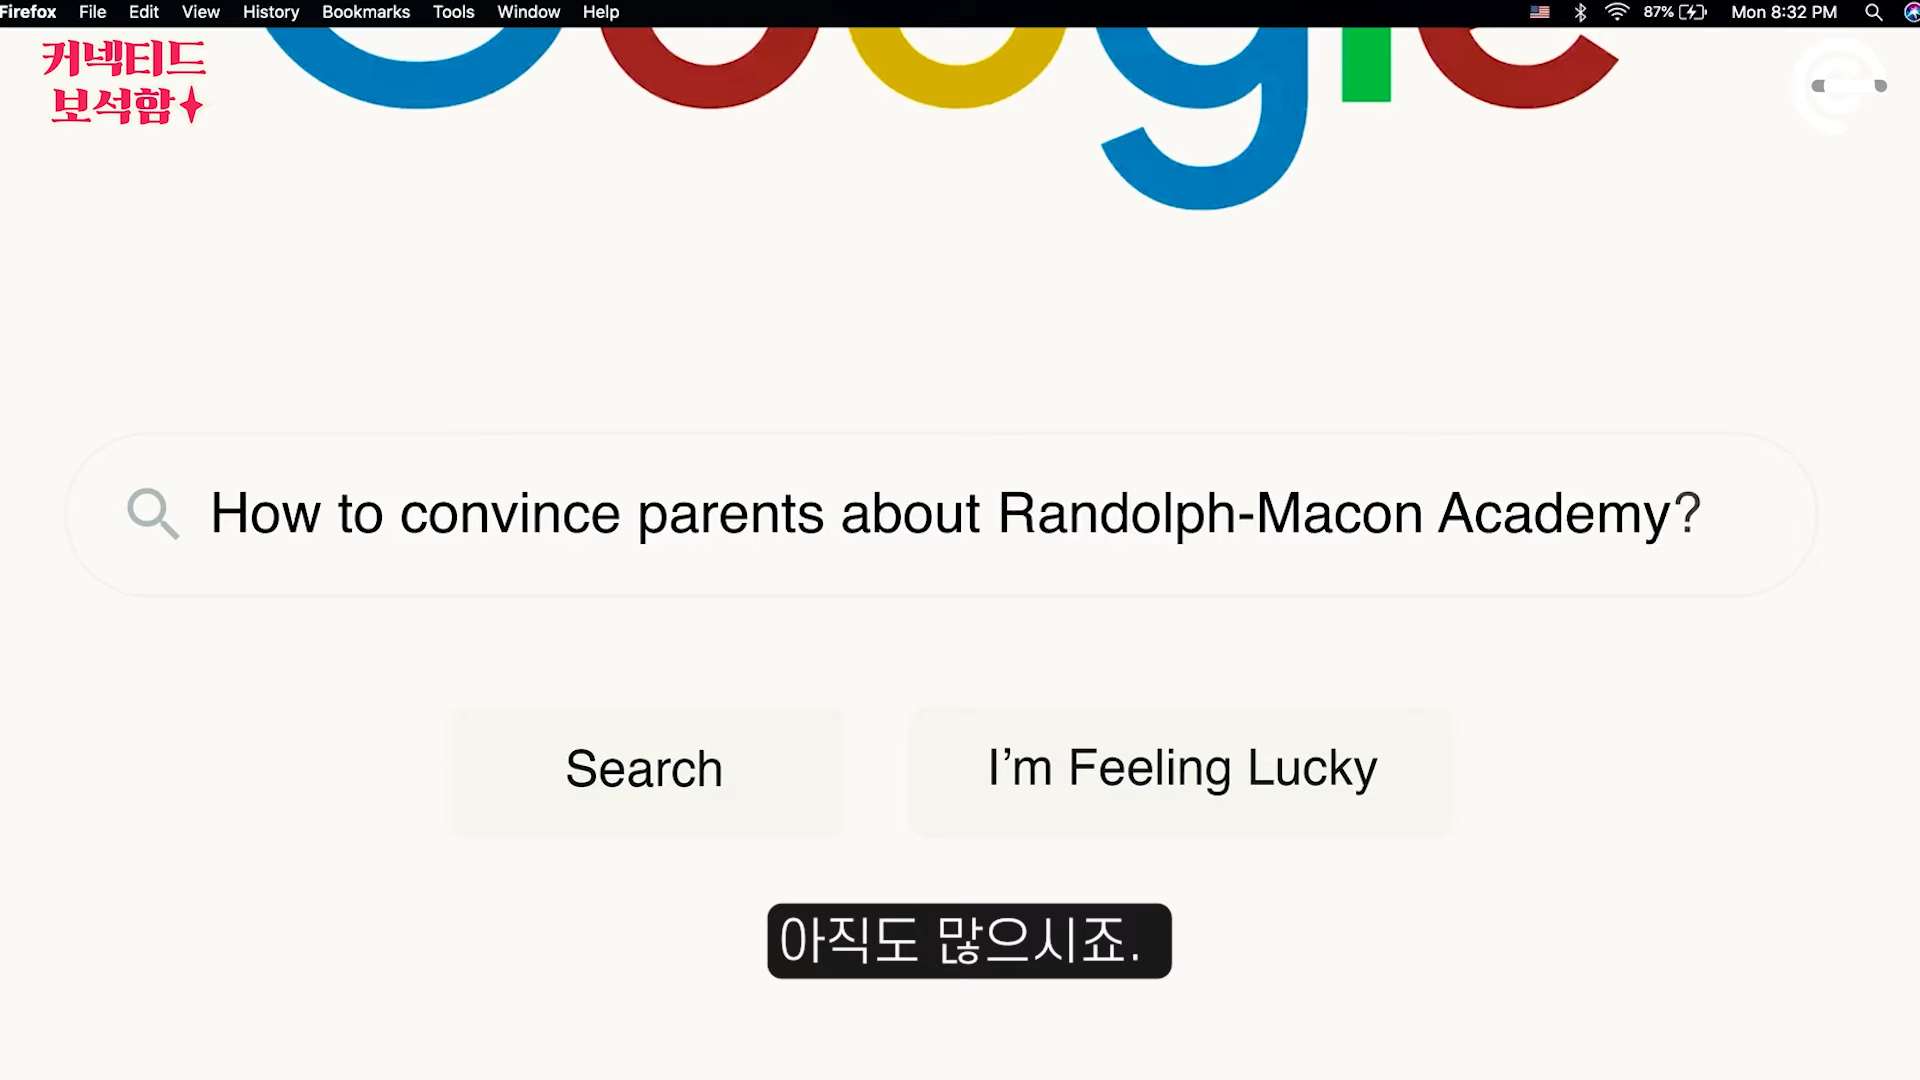 Firefox File Edit View History Bookmarks Tools Window Help 87% Mon 8:32 PM
커넥티드
보석함
Google
How to convince parents about Randolph-Macon Academy?
Search
I’m Feeling Lucky
아직도 많으시죠.